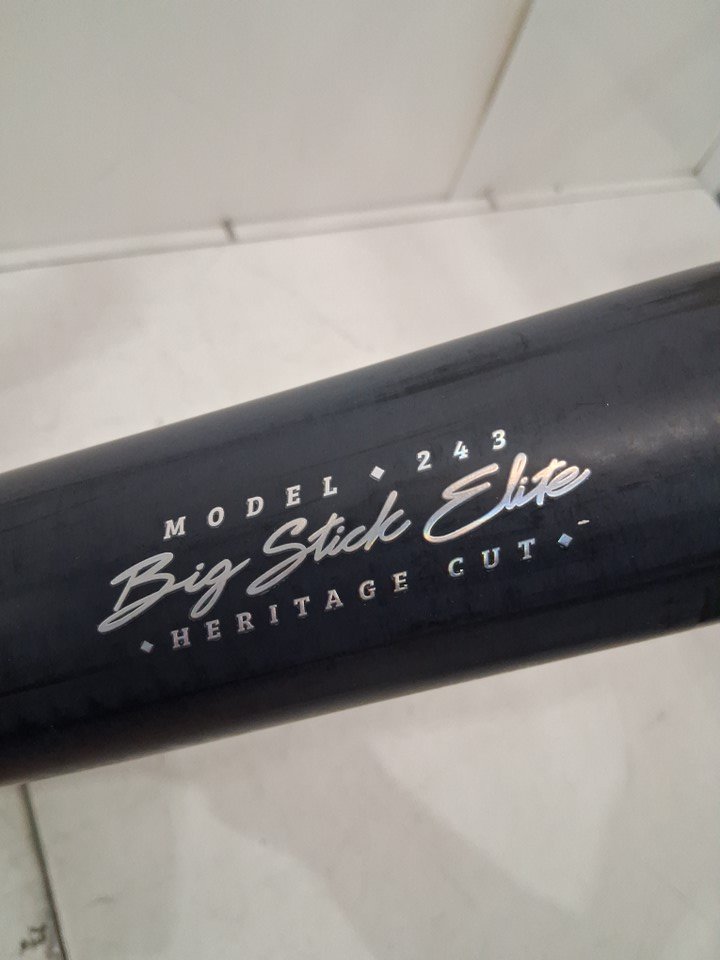 MODEL ◆ 243
Big Stick Elite
◆ HERITAGE CUT ◆